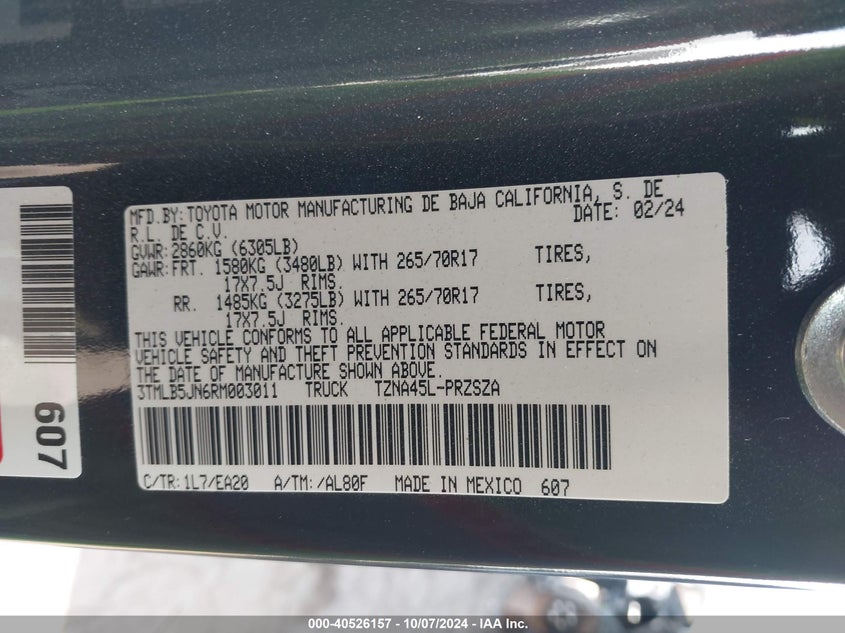 MFD.BY: TOYOTA MOTOR MANUFACTURING DE BAJA CALIFORNIA, S. DE
R.L. DE C.V. DATE: 02/24
GVWR: 2860KG (6305LB)
GAWR: FRT. 1580KG (3480LB) WITH 265/70R17 TIRES,
17X7.5J RIMS.
RR. 1485KG (3275LB) WITH 265/70R17 TIRES,
17X7.5J RIMS.
THIS VEHICLE CONFORMS TO ALL APPLICABLE FEDERAL MOTOR
VEHICLE SAFETY AND THEFT PREVENTION STANDARDS IN EFFECT ON
THE DATE OF MANUFACTURE SHOWN ABOVE.
3TMLB5JN6RM003011 TRUCK TZNA45L-PRZSZA
C/TR: 1L7/EA20 A/TM: /AL80F MADE IN MEXICO 607
607
000-40526157 - 10/07/2024 - IAA Inc.